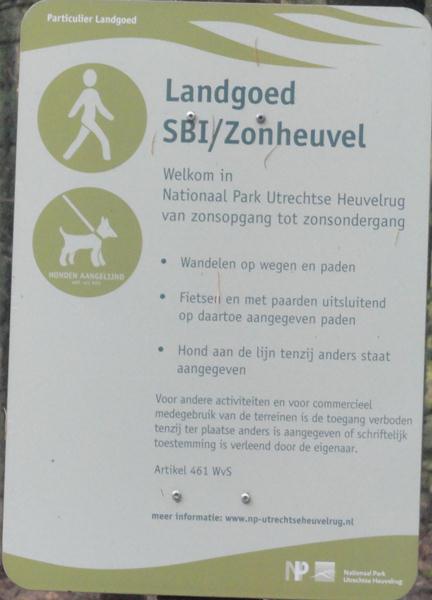 Particulier Landgoed
Landgoed
SBI/Zonheuvel
Welkom in
Nationaal Park Utrechtse Heuvelrug
van zonsopgang tot zonsondergang
• Wandelen op wegen en paden
• Fietsen en met paarden uitsluitend
op daartoe aangegeven paden
• Hond aan de lijn tenzij anders staat
aangegeven
HONDEN AANGELIJND
Voor andere activiteiten en voor commercieel
medegebruik van de terreinen is de toegang verboden
tenzij ter plaatse anders is aangegeven of schriftelijk
toestemming is verleend door de eigenaar.
Artikel 461 WvS
meer informatie: www.np-utrechtseheuvelrug.nl
NP
Nationaal Park
Utrechtse Heuvelrug